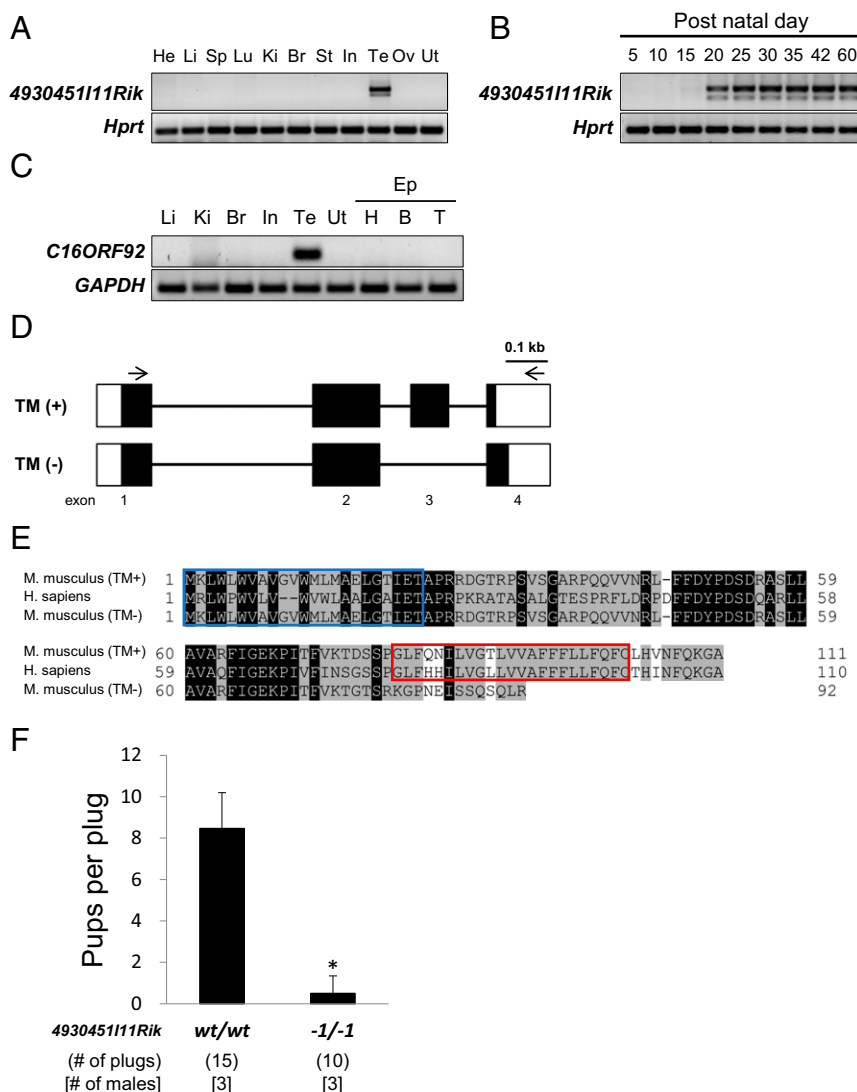 A
He Li Sp Lu Ki Br St In Te Ov Ut
4930451I11Rik
Hprt
B
Post natal day
5 10 15 20 25 30 35 42 60
4930451I11Rik
Hprt
C
Ep
Li Ki Br In Te Ut H B T
C16ORF92
GAPDH
D
0.1 kb
TM (+)
TM (-)
exon 1 2 3 4
E
M. musculus (TM+) 1 MKLWLWVAVGVWMLMAELGTIETAPRRDGTRPSVSGARPQQVVNRL-FFDYPDSDRASLL 59
H. sapiens 1 MRLWPWVLV--WVWLAALGAIETAPRPKRATASALGTESPRFLDRPDFFDYPDSDQARLL 58
M. musculus (TM-) 1 MKLWLWVAVGVWMLMAELGTIETAPRRDGTRPSVSGARPQQVVNRL-FFDYPDSDRASLL 59
M. musculus (TM+) 60 AVARFIGEKPITFVKTDSSPGLFQNILVGTLVVAFFFLLFQFCLHVNFQKGA 111
H. sapiens 59 AVAQFIGEKPIVFINSGSSPGLFHHILVGLLVVAFFFLLFQFCTHINFQKGA 110
M. musculus (TM-) 60 AVARFIGEKPITFVKTGTSRKGPNEISSQSQLR 92
F
Pups per plug
12
10
8
6
4
2
0
*
4930451I11Rik wt/wt -1/-1
(# of plugs) (15) (10)
[# of males] [3] [3]